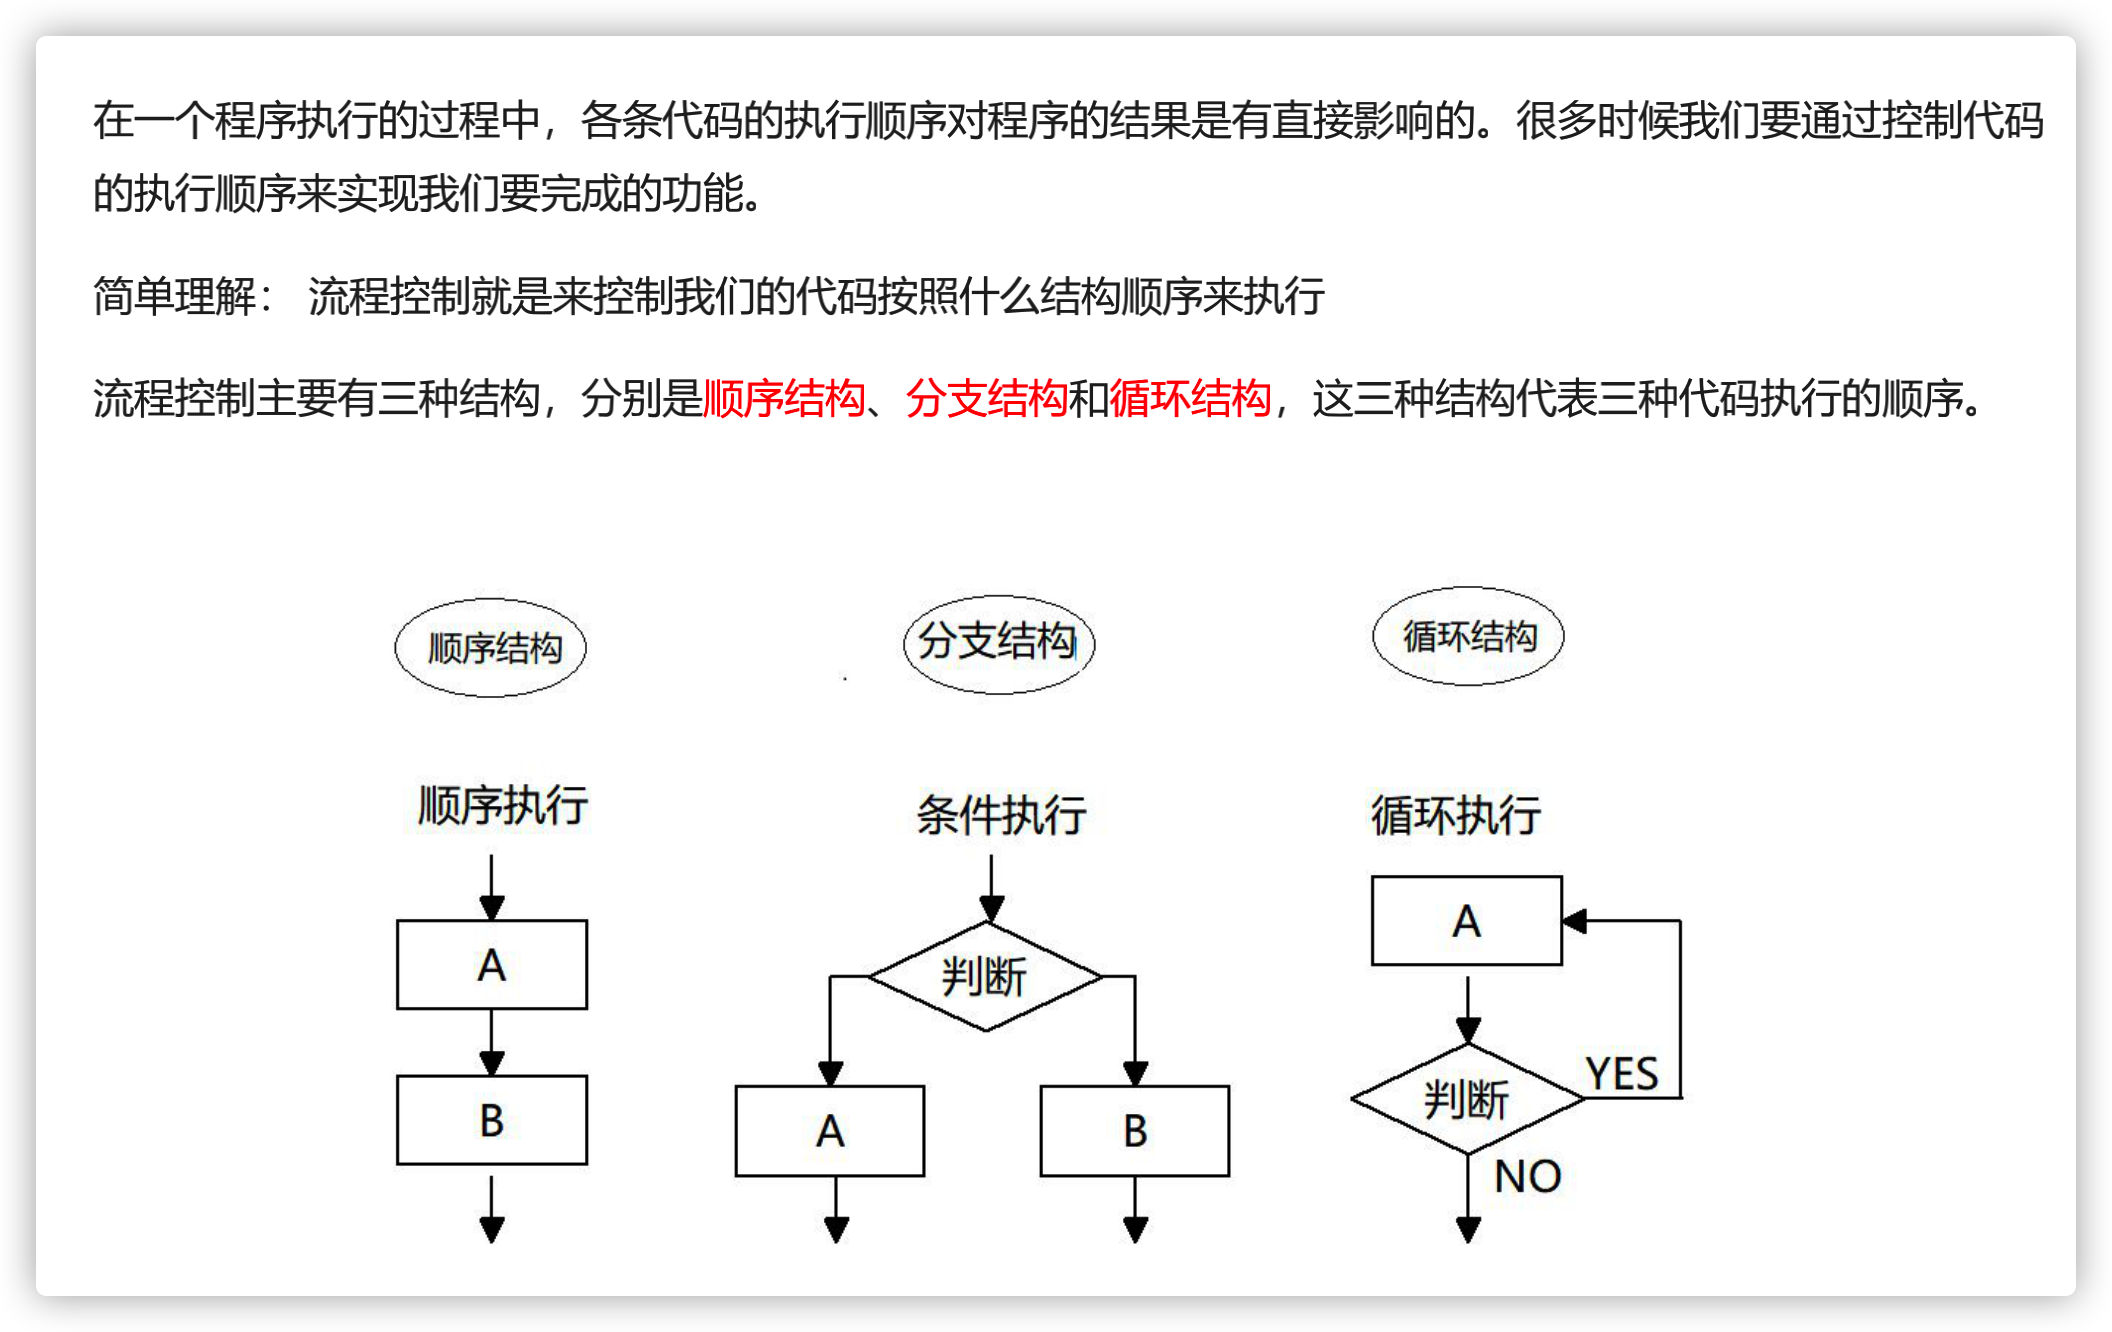 在一个程序执行的过程中，各条代码的执行顺序对程序的结果是有直接影响的。很多时候我们要通过控制代码
的执行顺序来实现我们要完成的功能。
简单理解： 流程控制就是来控制我们的代码按照什么结构顺序来执行
流程控制主要有三种结构，分别是顺序结构、分支结构和循环结构，这三种结构代表三种代码执行的顺序。
顺序结构
分支结构
循环结构
顺序执行
条件执行
循环执行
A
B
判断
A
B
A
判断
YES
NO